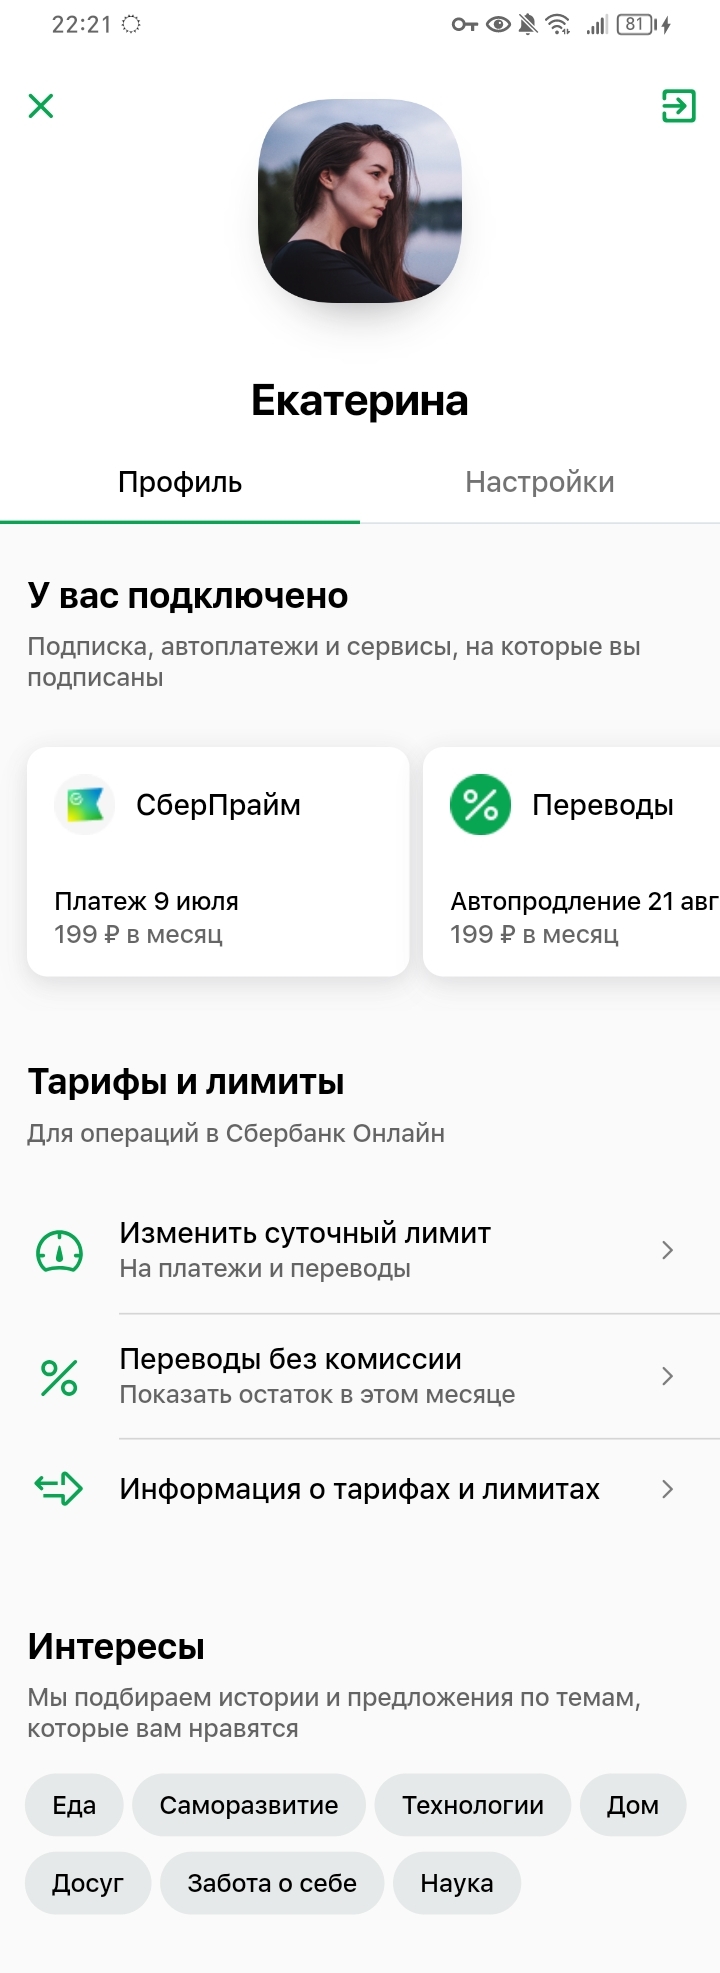 22:21
81
Екатерина
Профиль
Настройки
У вас подключено
Подписка, автоплатежи и сервисы, на которые вы
подписаны
СберПрайм
Платеж 9 июля
199 ₽ в месяц
Переводы
Автопродление 21 авг
199 ₽ в месяц
Тарифы и лимиты
Для операций в Сбербанк Онлайн
Изменить суточный лимит
На платежи и переводы
Переводы без комиссии
Показать остаток в этом месяце
Информация о тарифах и лимитах
Интересы
Мы подбираем истории и предложения по темам,
которые вам нравятся
Еда Саморазвитие Технологии Дом
Досуг Забота о себе Наука